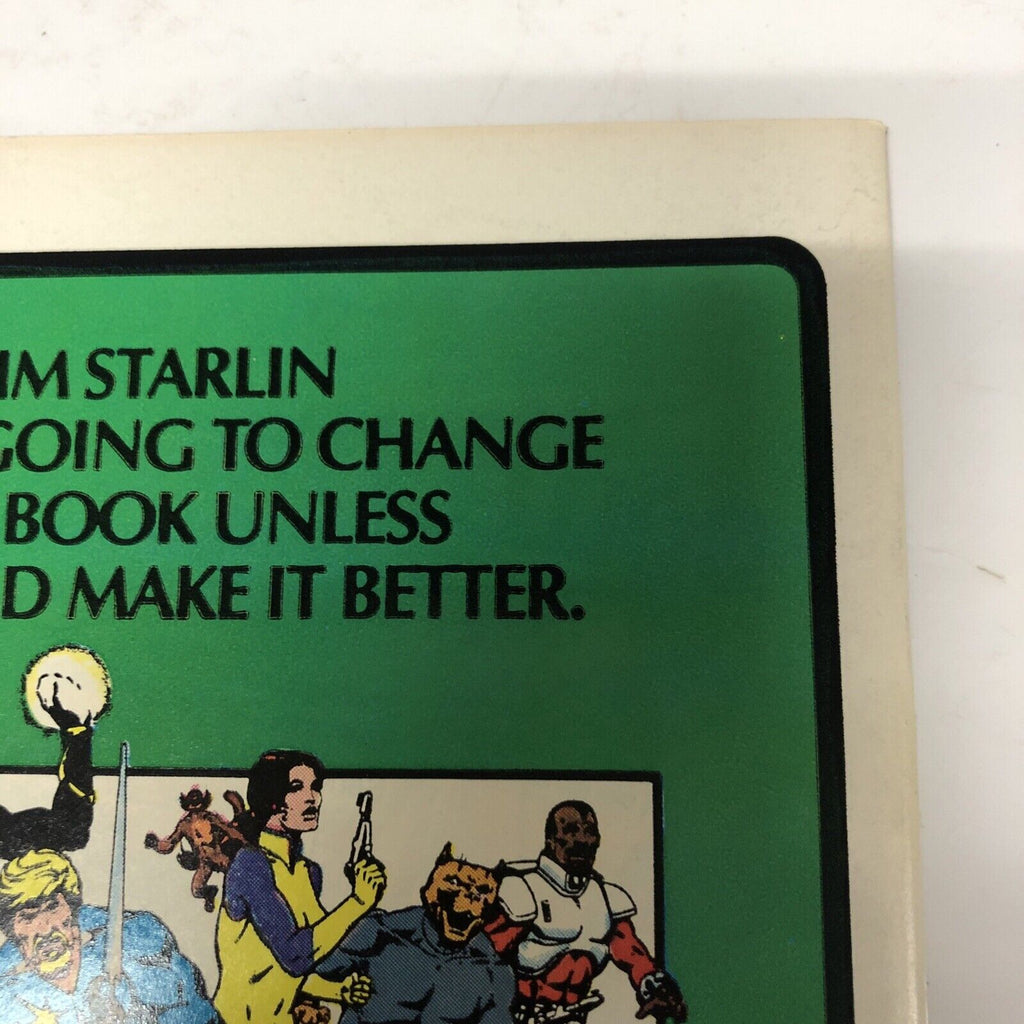 IM STARLIN
GOING TO CHANGE
BOOK UNLESS
D MAKE IT BETTER.